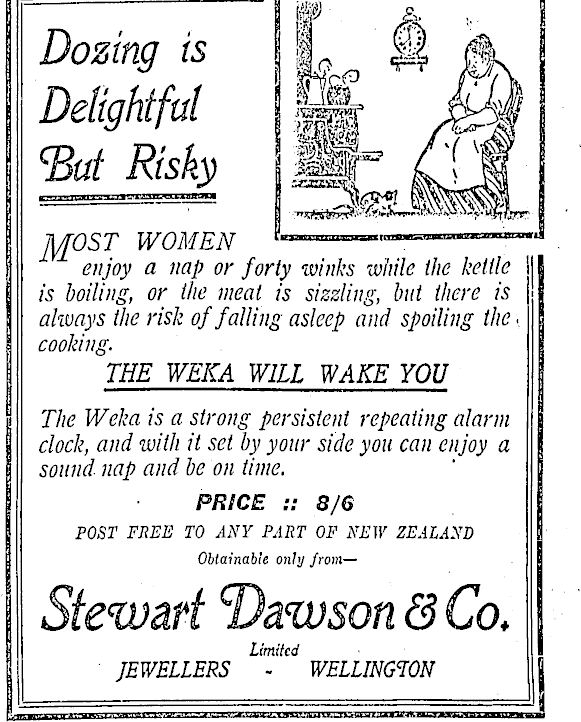 Dozing is
Delightful
But Risky
MOST WOMEN
enjoy a nap or forty winks while the kettle
is boiling, or the meat is sizzling, but there is
always the risk of falling asleep and spoiling the
cooking.
THE WEKA WILL WAKE YOU
The Weka is a strong persistent repeating alarm
clock, and with it set by your side you can enjoy a
sound nap and be on time.
PRICE :: 8/6
POST FREE TO ANY PART OF NEW ZEALAND
Obtainable only from—
Stewart Dawson & Co.
Limited
JEWELLERS - WELLINGTON